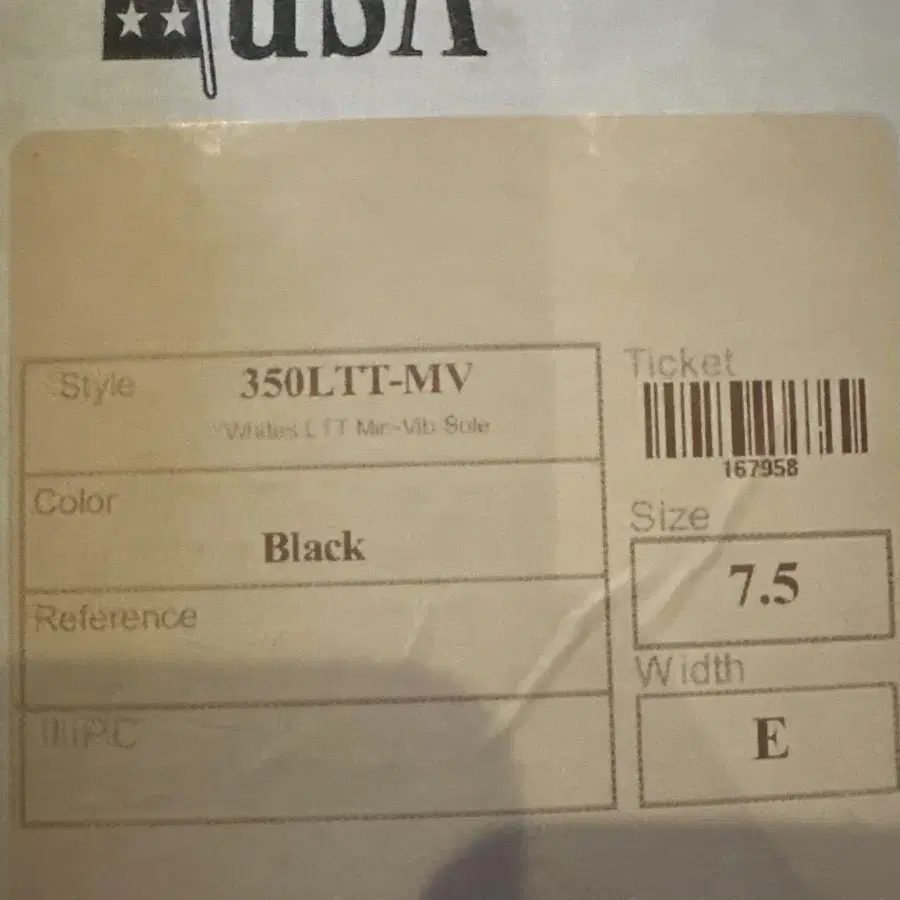 USA
Style 350LTT-MV
"Whites LTT Mini-Vib Sole
Color
Black
Reference
UPC
Ticket
167958
Size
7.5
Width
E